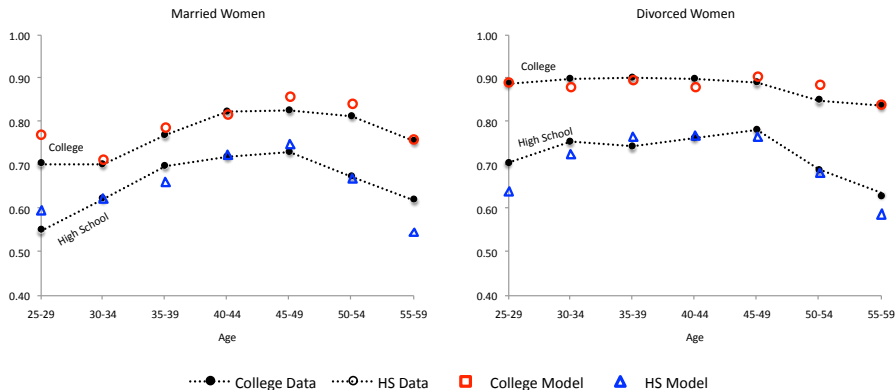 Married Women
1.00
0.90
0.80
0.70
0.60
0.50
0.40
College
High School
25-29 30-34 35-39 40-44 45-49 50-54 55-59
Age
Divorced Women
1.00
0.90
0.80
0.70
0.60
0.50
0.40
College
High School
25-29 30-34 35-39 40-44 45-49 50-54 55-59
Age
College Data HS Data College Model HS Model